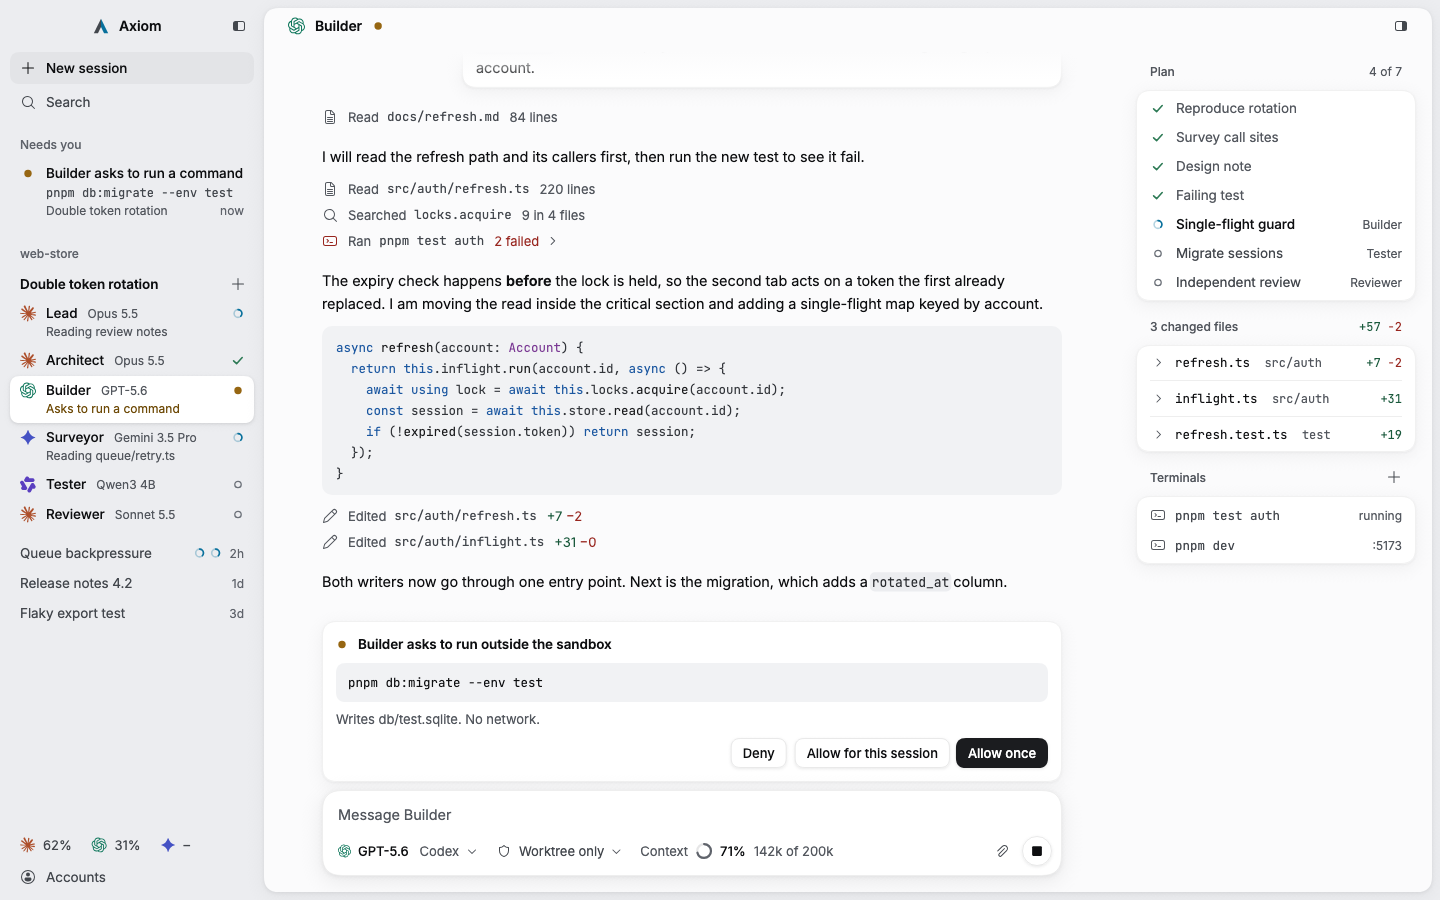 Axiom
New session
Search
Needs you
Builder asks to run a command
pnpm db:migrate --env test
Double token rotation now
web-store
Double token rotation
Lead Opus 5.5
Reading review notes
Architect Opus 5.5
Builder GPT-5.6
Asks to run a command
Surveyor Gemini 3.5 Pro
Reading queue/retry.ts
Tester Qwen3 4B
Reviewer Sonnet 5.5
Queue backpressure 2h
Release notes 4.2 1d
Flaky export test 3d
62% 31% –
Accounts
Builder
account.
Read docs/refresh.md 84 lines
I will read the refresh path and its callers first, then run the new test to see it fail.
Read src/auth/refresh.ts 220 lines
Searched locks.acquire 9 in 4 files
Ran pnpm test auth 2 failed
The expiry check happens before the lock is held, so the second tab acts on a token the first already
replaced. I am moving the read inside the critical section and adding a single-flight map keyed by account.
async refresh(account: Account) {
  return this.inflight.run(account.id, async () => {
    await using lock = await this.locks.acquire(account.id);
    const session = await this.store.read(account.id);
    if (!expired(session.token)) return session;
  });
}
Edited src/auth/refresh.ts +7 −2
Edited src/auth/inflight.ts +31 −0
Both writers now go through one entry point. Next is the migration, which adds a rotated_at column.
Builder asks to run outside the sandbox
pnpm db:migrate --env test
Writes db/test.sqlite. No network.
Deny Allow for this session Allow once
Message Builder
GPT-5.6 Codex Worktree only Context 71% 142k of 200k
Plan 4 of 7
Reproduce rotation
Survey call sites
Design note
Failing test
Single-flight guard Builder
Migrate sessions Tester
Independent review Reviewer
3 changed files +57 -2
refresh.ts src/auth +7 -2
inflight.ts src/auth +31
refresh.test.ts test +19
Terminals
pnpm test auth running
pnpm dev :5173